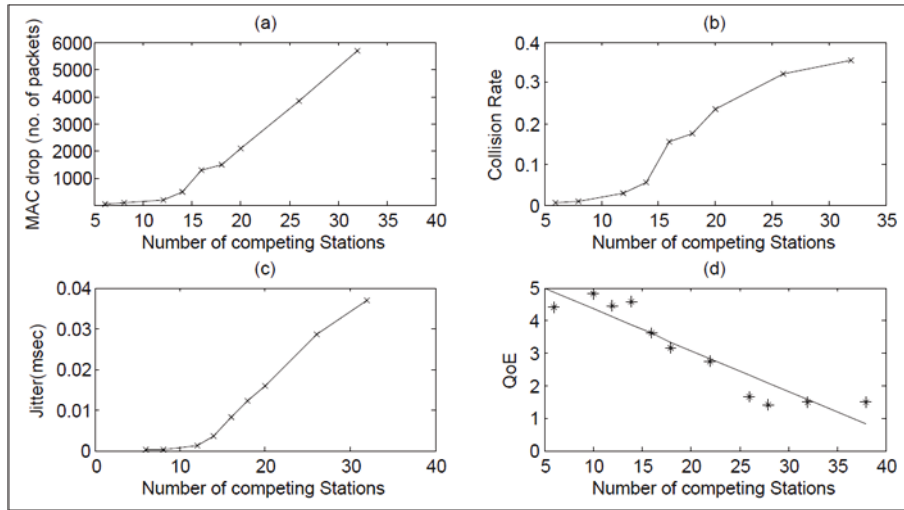 (a)
MAC drop (no. of packets)
6000
5000
4000
3000
2000
1000
5 10 15 20 25 30 35 40
Number of competing Stations
(b)
Collision Rate
0.4
0.3
0.2
0.1
0
5 10 15 20 25 30 35
Number of competing Stations
(c)
Jitter(msec)
0.04
0.03
0.02
0.01
0
0 10 20 30 40
Number of competing Stations
(d)
QoE
5
4
3
2
1
0
5 10 15 20 25 30 35 40
Number of competing Stations